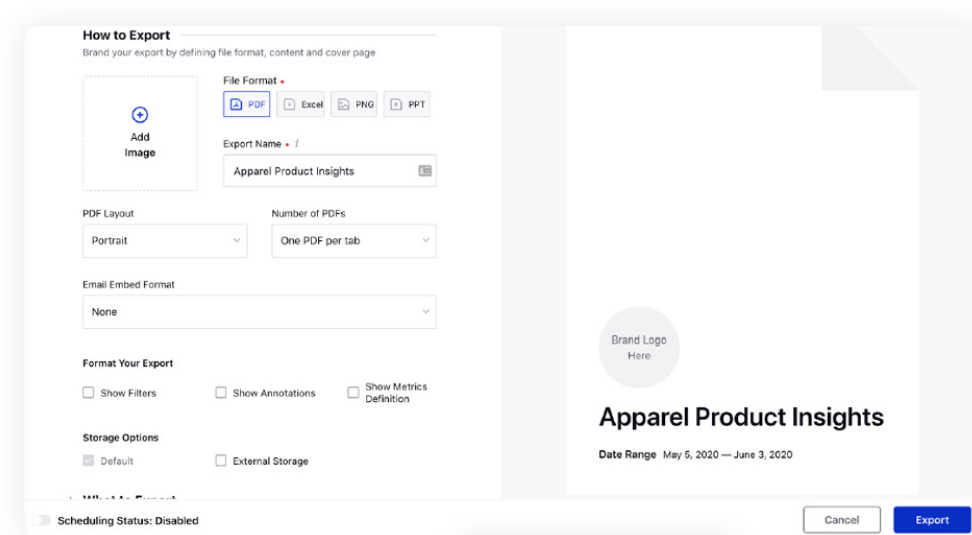 How to Export
Brand your export by defining file format, content and cover page
File Format •
PDF
Excel
PNG
PPT
Add
Image
Export Name • i
Apparel Product Insights
PDF Layout
Number of PDFs
Portrait
One PDF per tab
Email Embed Format
None
Format Your Export
Show Filters
Show Annotations
Show Metrics
Definition
Storage Options
Default
External Storage
What to Export
Scheduling Status: Disabled
Brand Logo
Here
Apparel Product Insights
Date Range May 5, 2020 — June 3, 2020
Cancel
Export